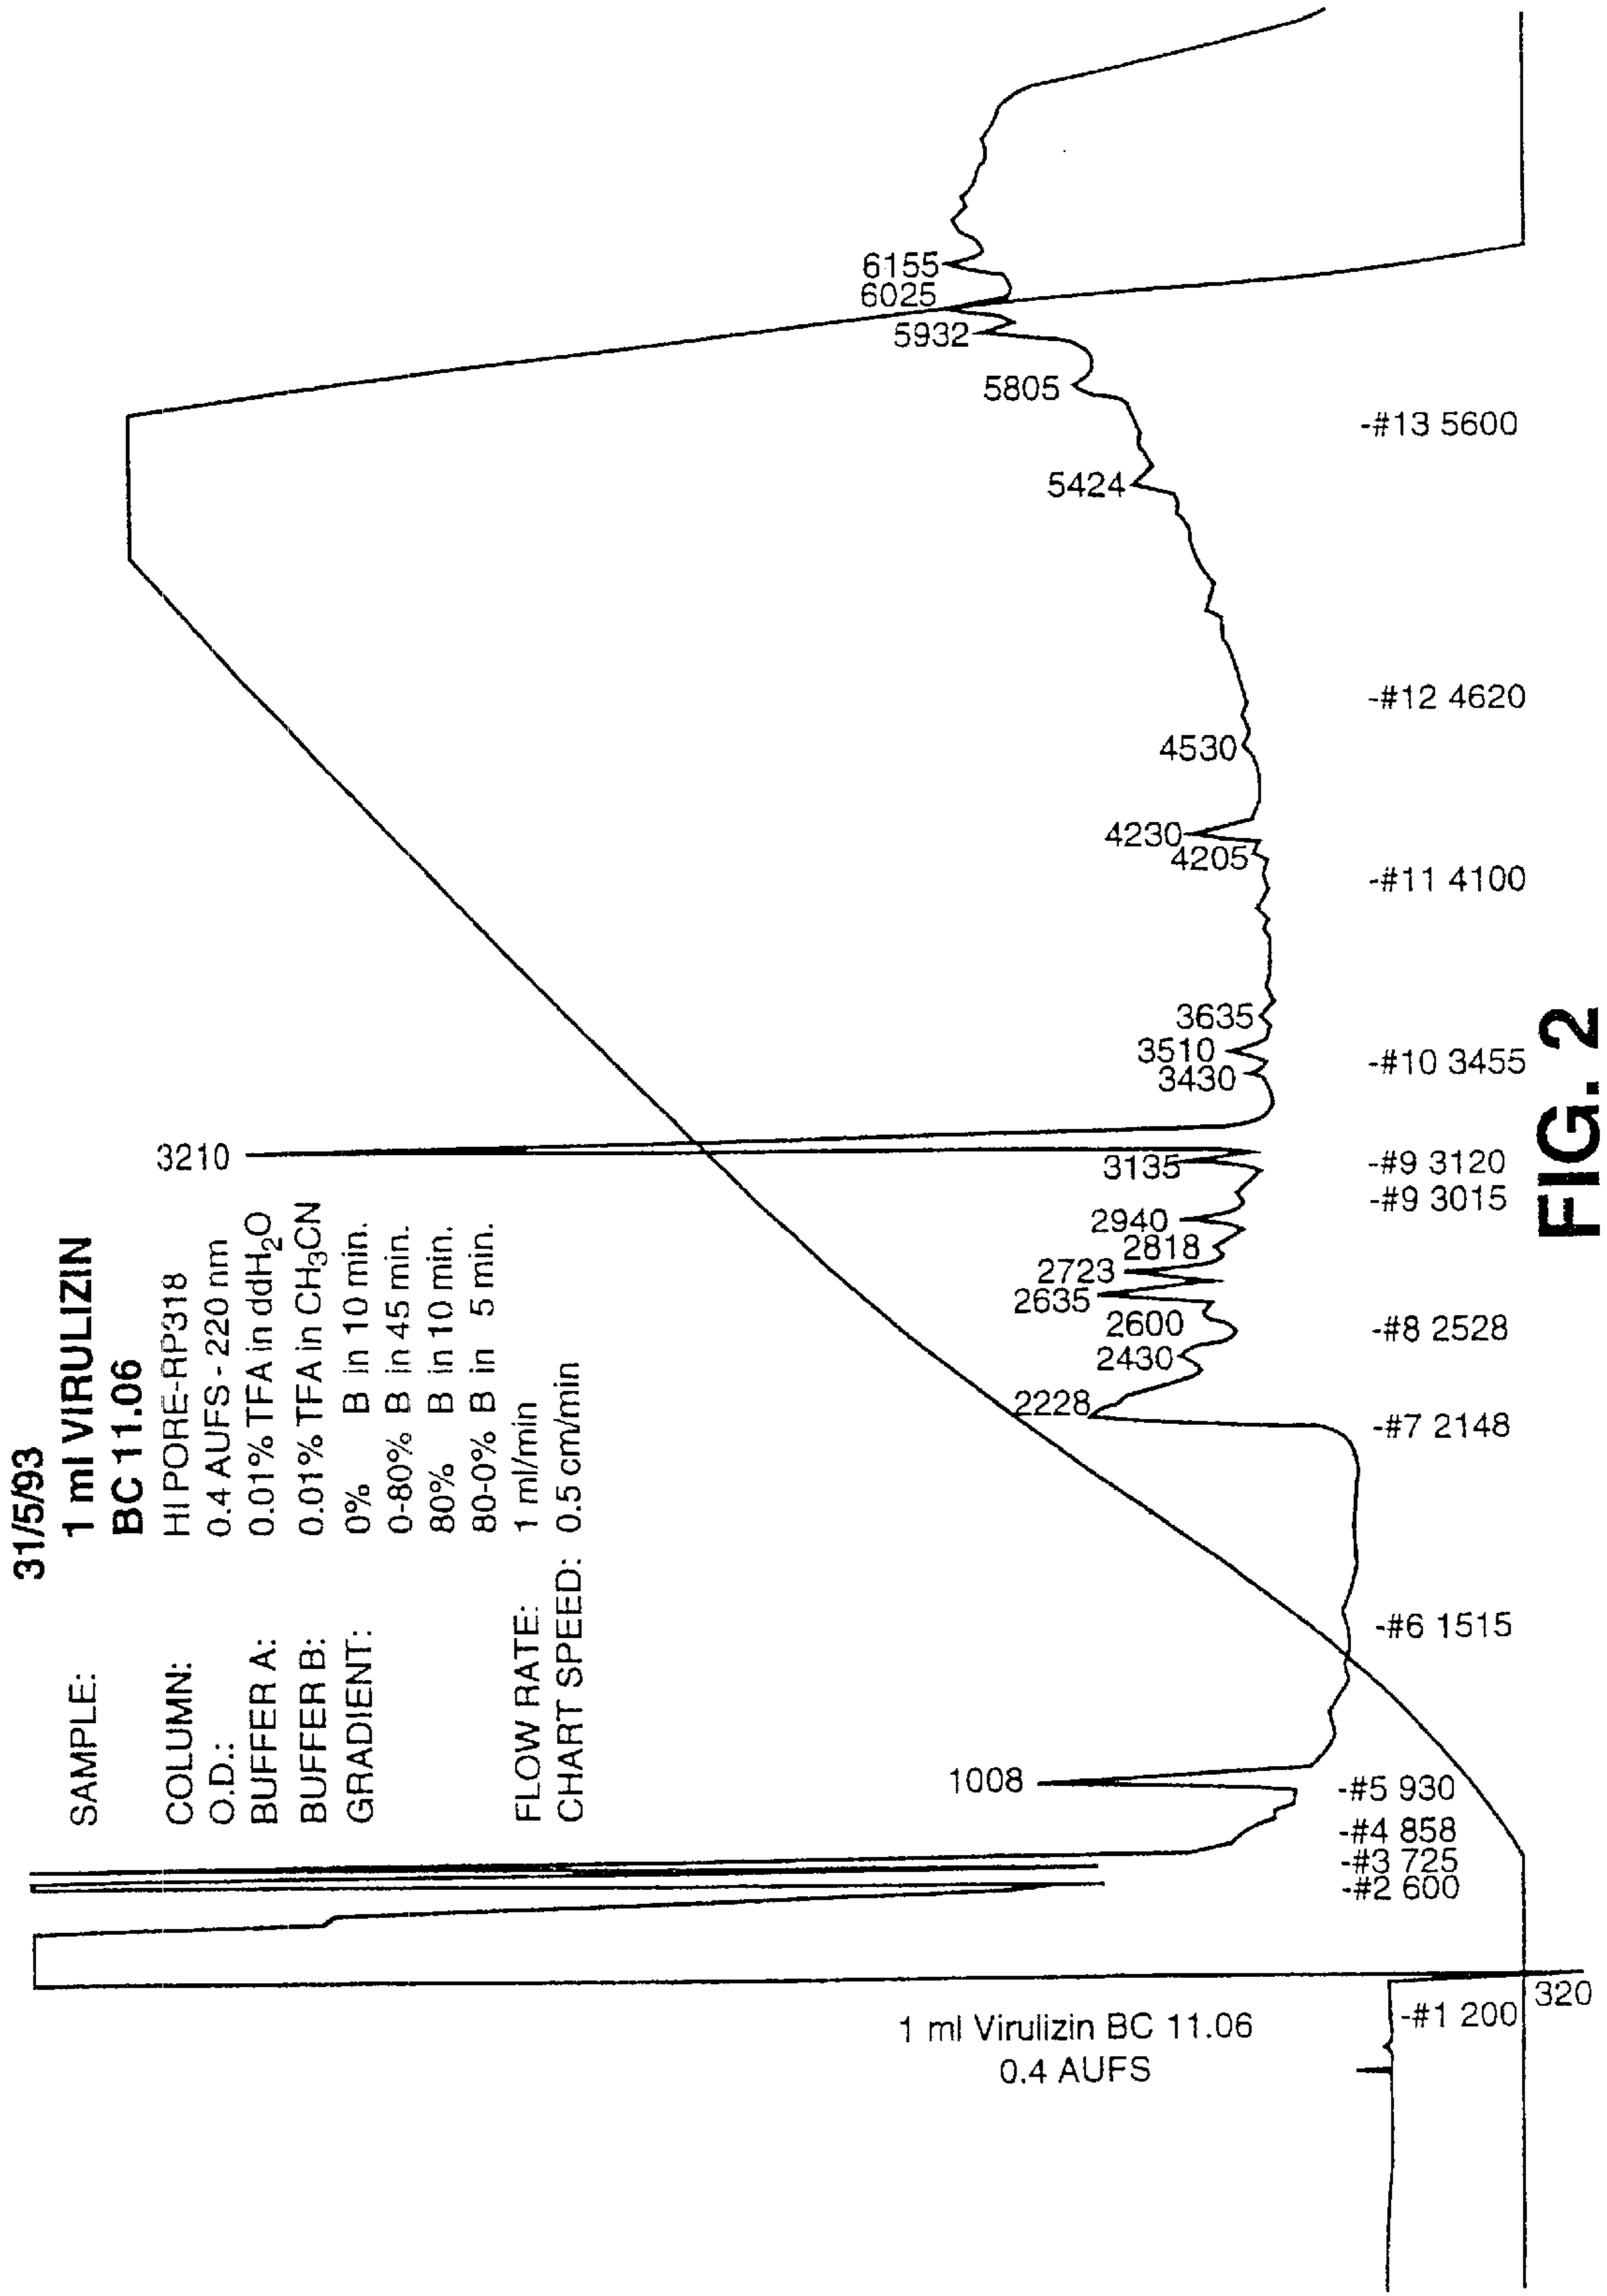 31/5/93
SAMPLE: 1 ml VIRULIZIN
BC 11.06
COLUMN: HI PORE-RP318
O.D.: 0.4 AUFS - 220 nm
BUFFER A: 0.01% TFA in ddH₂O
BUFFER B: 0.01% TFA in CH₃CN
GRADIENT: 0% B in 10 min.
0-80% B in 45 min.
80% B in 10 min.
80-0% B in 5 min.
FLOW RATE: 1 ml/min
CHART SPEED: 0.5 cm/min
6155
6025
5932
5805
-#13 5600
5424
-#12 4620
4530
4230
4205
-#11 4100
3635
3510
3430
-#10 3455
3210
3135
-#9 3120
-#9 3015
2940
2818
2723
2635
2600
-#8 2528
2430
2228
-#7 2148
-#6 1515
1008
-#5 930
-#4 858
-#3 725
-#2 600
320
-#1 200
1 ml Virulizin BC 11.06
0.4 AUFS
FIG. 2